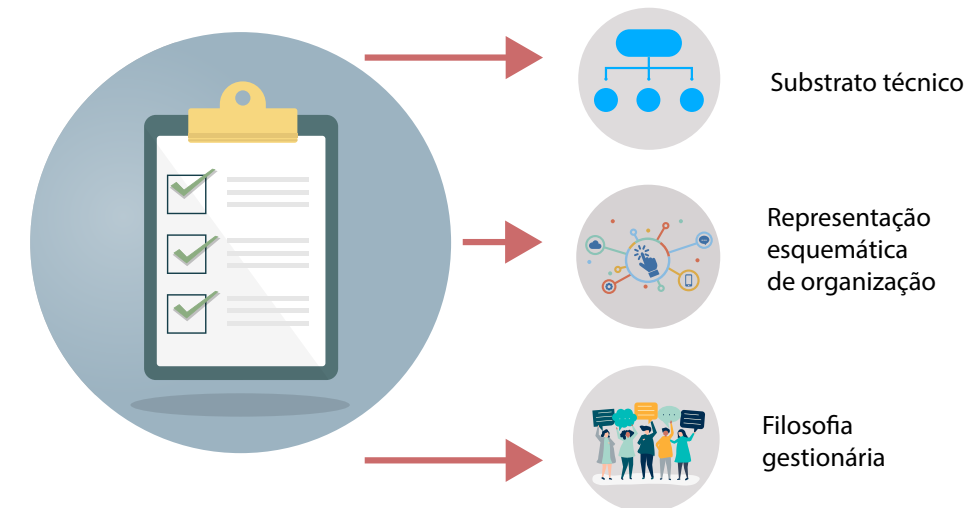 Substrato técnico
Representação
esquemática
de organização
Filosofia
gestionária